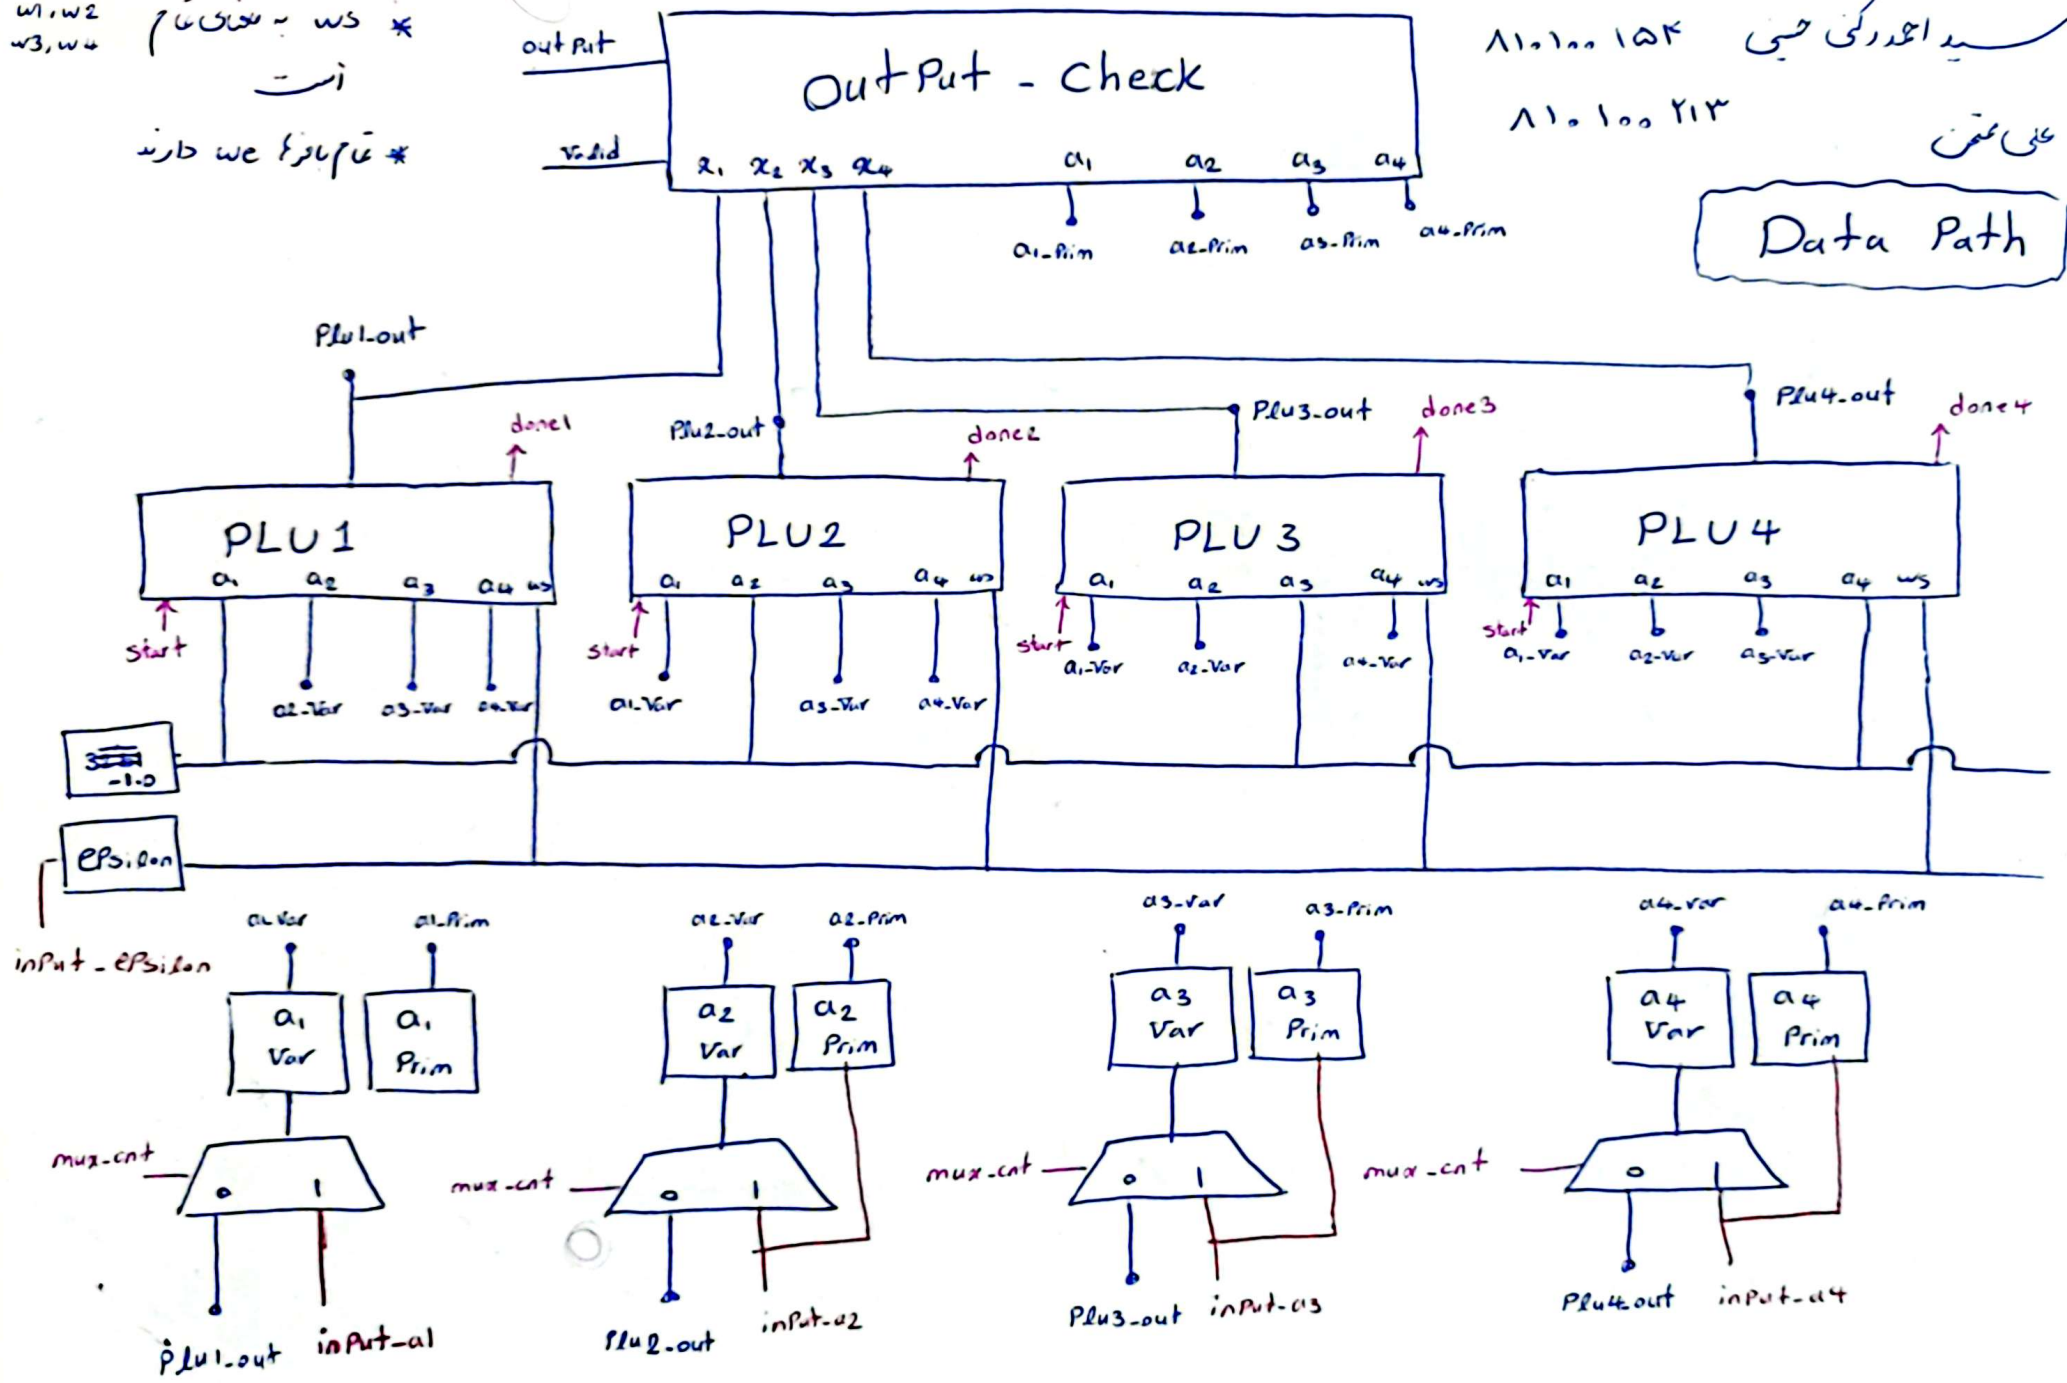 w1, w2
w3, w4
* ws به معنای تمام
است
* تمام بافرها we دارند
output
valid
OutPut - Check
x1 x2 x3 x4 a1 a2 a3 a4
a1-Prim a2-Prim a3-Prim a4-Prim
سید احمد رکنی حسینی ۸۱۰۱۰۰۱۵۴
علی ۸۱۰۱۰۰۲۱۳
Data Path
Plu1-out
Plu2-out
Plu3-out
Plu4-out
done1
done2
done3
done4
PLU1
a1 a2 a3 a4 ws
start
a2-Var a3-Var a4-Var
PLU2
a1 a2 a3 a4 ws
start
a1-Var a3-Var a4-Var
PLU3
a1 a2 a3 a4 ws
start
a1-Var a2-Var a4-Var
PLU4
a1 a2 a3 a4 ws
start
a1-Var a2-Var a3-Var
-1.0
epsilon
input-epsilon
a1-Prim
a2-Var a2-Prim
a3-Var a3-Prim
a4-Var a4-Prim
a1 Var
a1 Prim
a2 Var
a2 Prim
a3 Var
a3 Prim
a4 Var
a4 Prim
mux-cnt 0 1
mux-cnt 0 1
mux-cnt 0 1
mux-cnt 0 1
Plu1-out input-a1
Plu2-out input-a2
Plu3-out input-a3
Plu4-out input-a4